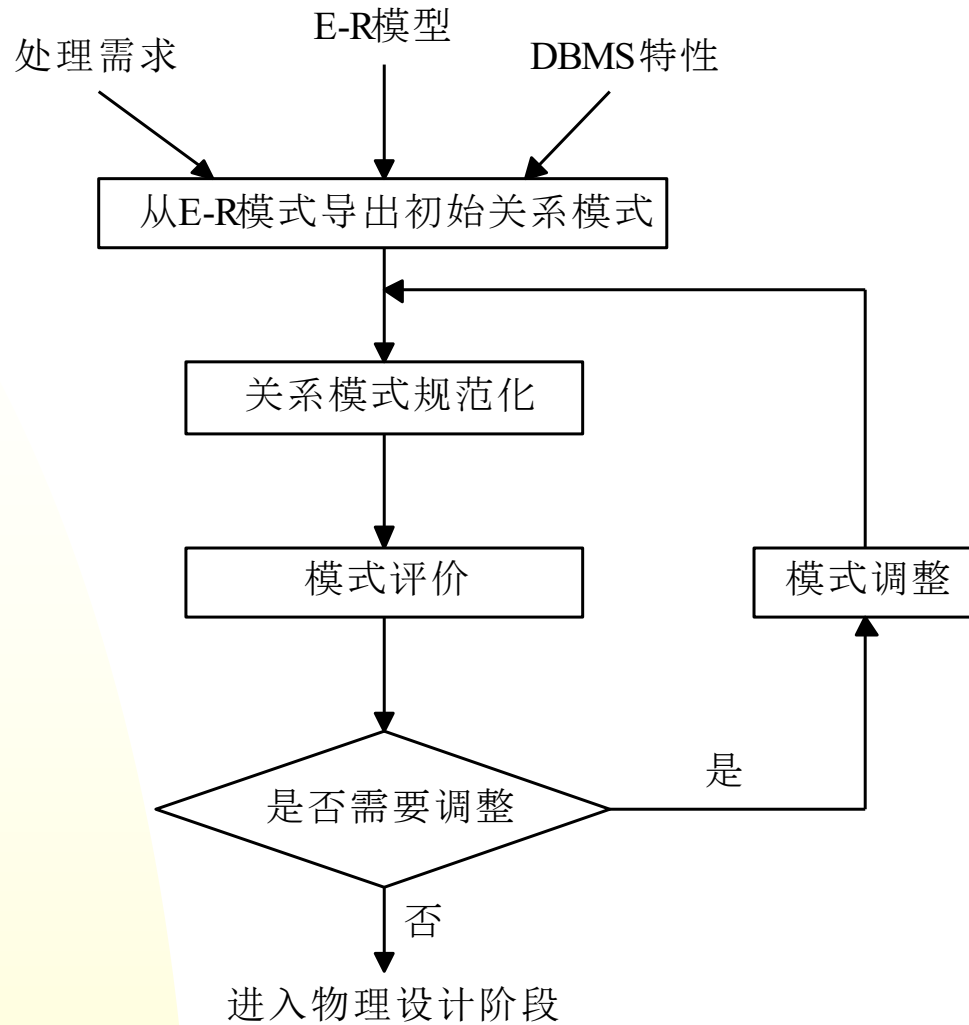 E-R模型
处理需求
DBMS特性
从E-R模式导出初始关系模式
关系模式规范化
模式评价
模式调整
是否需要调整
是
否
进入物理设计阶段